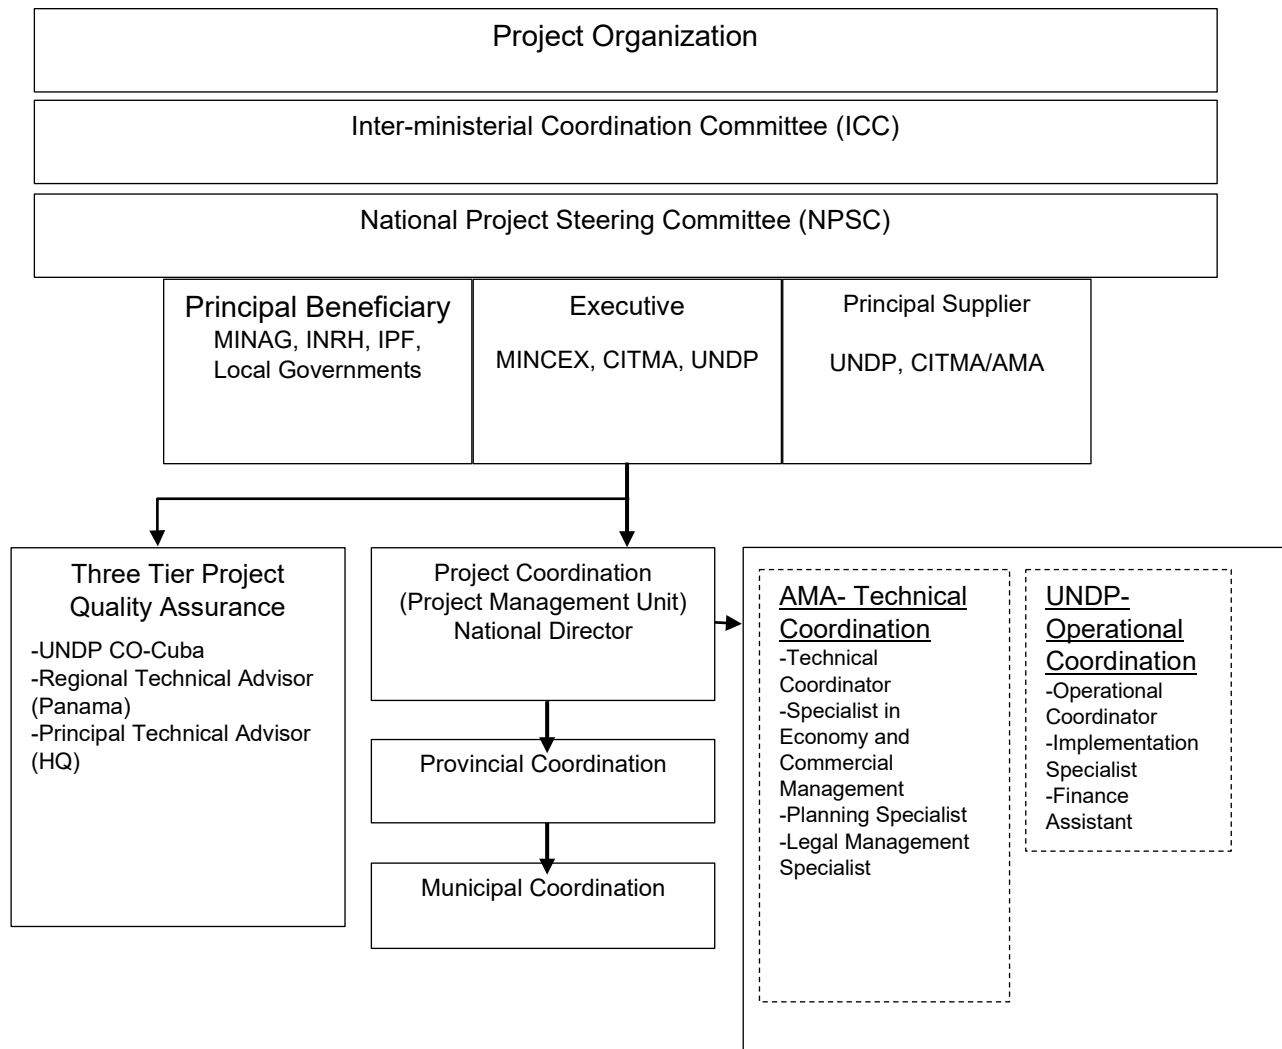 Project Organization
Inter-ministerial Coordination Committee (ICC)
National Project Steering Committee (NPSC)
Principal Beneficiary
MINAG, INRH, IPF,
Local Governments
Executive
MINCEX, CITMA, UNDP
Principal Supplier
UNDP, CITMA/AMA
Three Tier Project
Quality Assurance
-UNDP CO-Cuba
-Regional Technical Advisor
(Panama)
-Principal Technical Advisor
(HQ)
Project Coordination
(Project Management Unit)
National Director
Provincial Coordination
Municipal Coordination
AMA- Technical
Coordination
-Technical
Coordinator
-Specialist in
Economy and
Commercial
Management
-Planning Specialist
-Legal Management
Specialist
UNDP-
Operational
Coordination
-Operational
Coordinator
-Implementation
Specialist
-Finance
Assistant